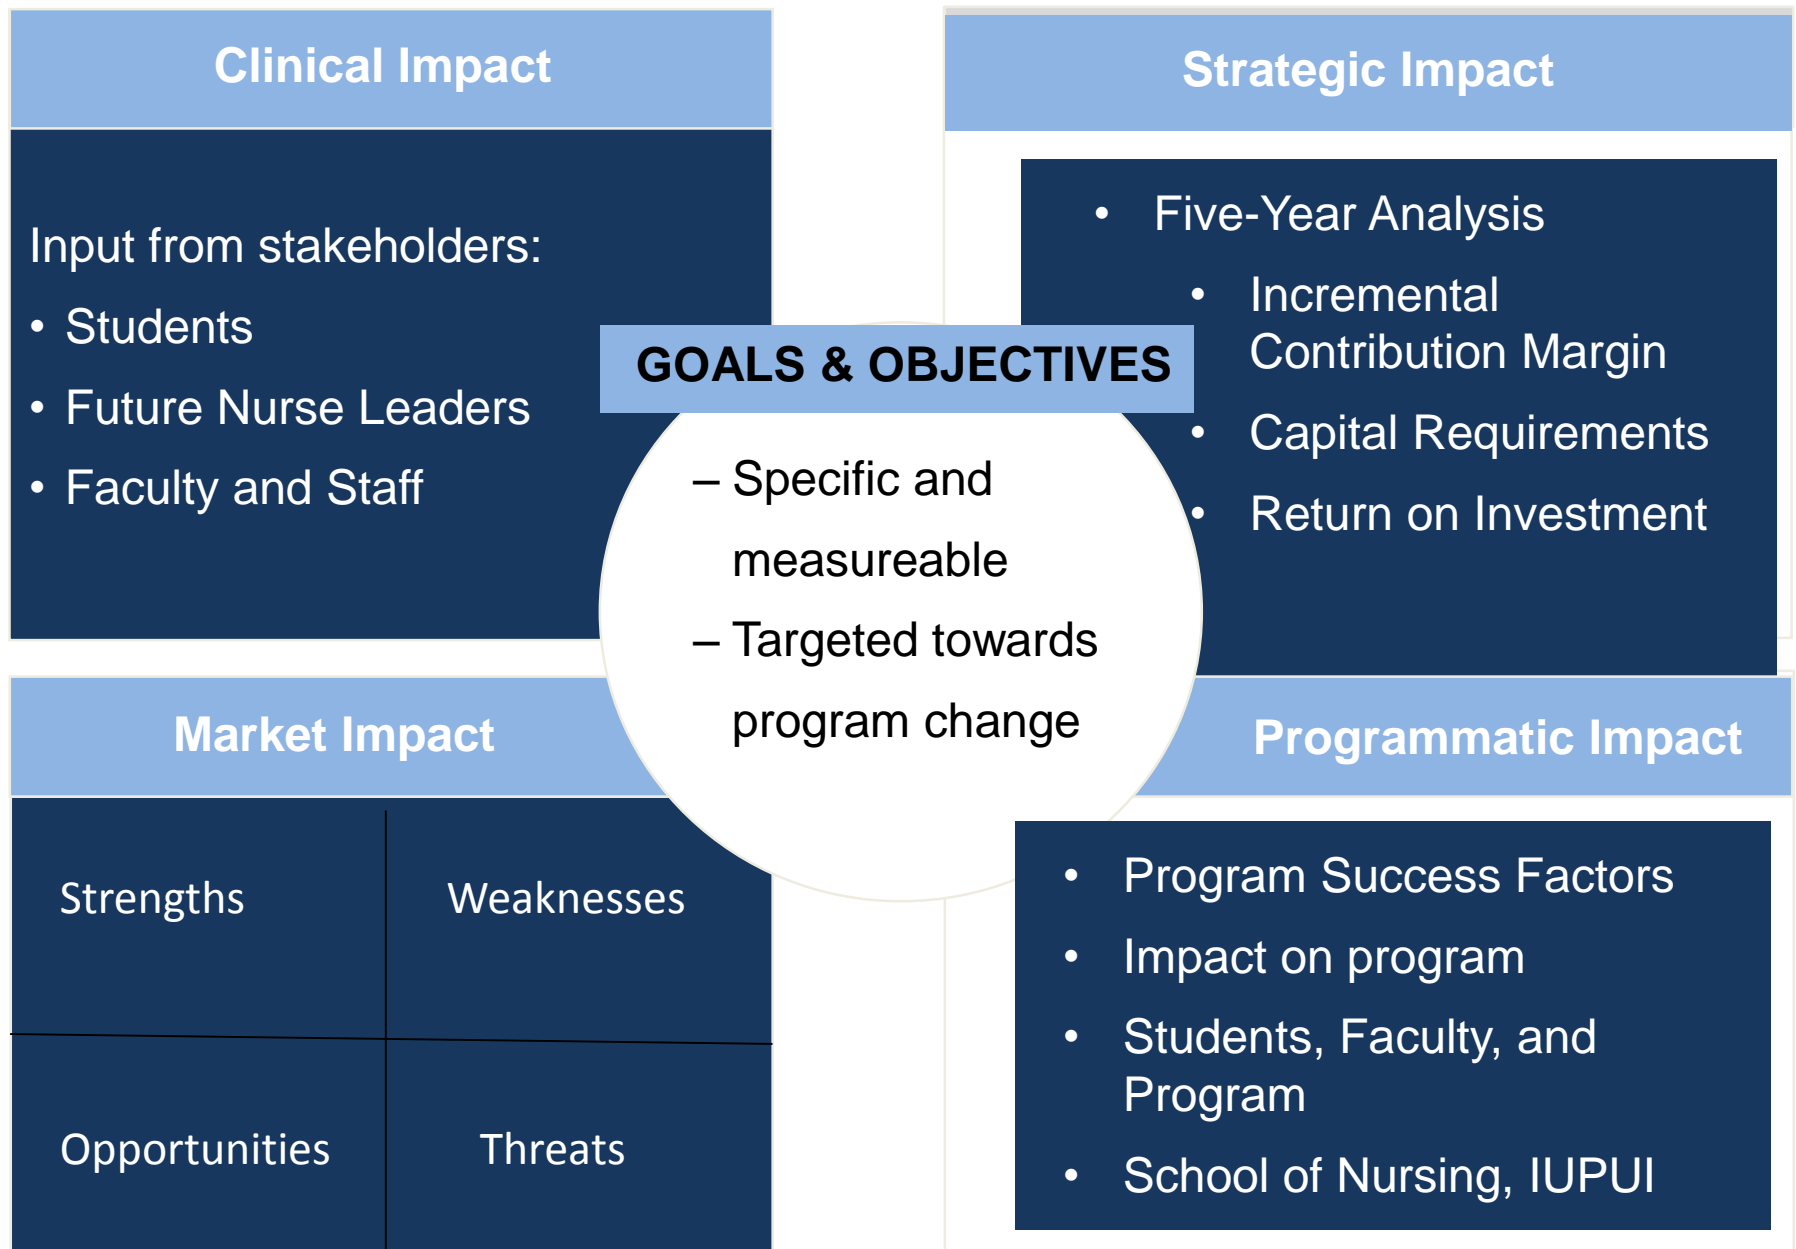 Clinical Impact
Input from stakeholders:
• Students
• Future Nurse Leaders
• Faculty and Staff
Strategic Impact
• Five-Year Analysis
• Incremental
Contribution Margin
• Capital Requirements
• Return on Investment
GOALS & OBJECTIVES
– Specific and
measureable
– Targeted towards
program change
Market Impact
Strengths
Weaknesses
Opportunities
Threats
Programmatic Impact
• Program Success Factors
• Impact on program
• Students, Faculty, and
Program
• School of Nursing, IUPUI